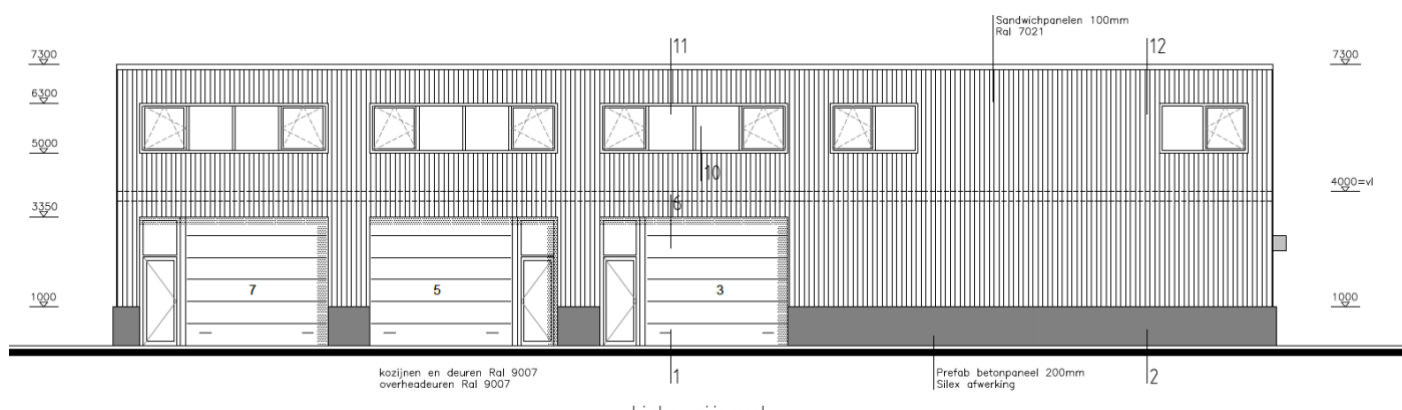 Sandwichpanelen 100mm
Ral 7021
11
12
7300
7300
6300
5000
10
4000=vl
3350
6
7
5
3
1000
1000
kozijnen en deuren Ral 9007
overheadeuren Ral 9007
1
Prefab betonpaneel 200mm
Silex afwerking
2